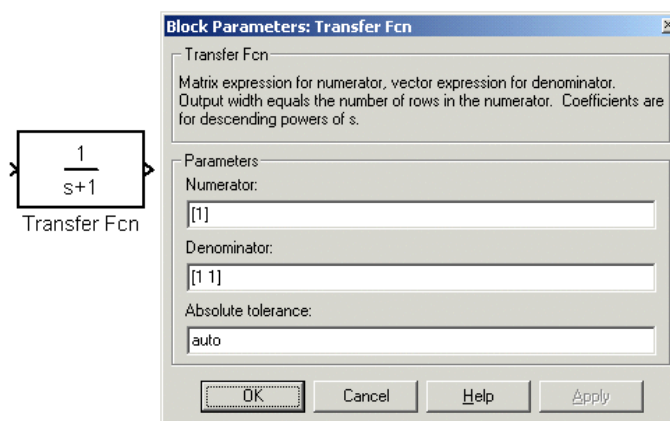 Block Parameters: Transfer Fcn
Transfer Fcn
Matrix expression for numerator, vector expression for denominator.
Output width equals the number of rows in the numerator.  Coefficients are
for descending powers of s.
1
s+1
Transfer Fcn
Parameters
Numerator:
[1]
Denominator:
[1 1]
Absolute tolerance:
auto
OK
Cancel
Help
Apply